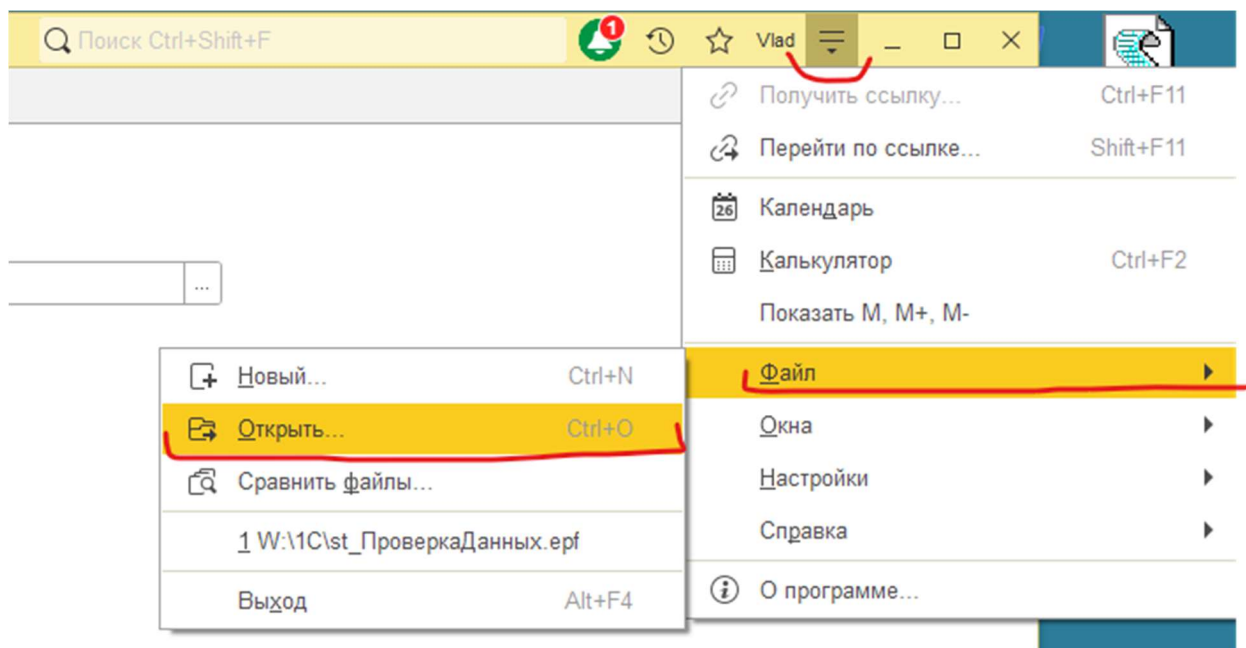 Поиск Ctrl+Shift+F
1
Vlad
Получить ссылку... Ctrl+F11
Перейти по ссылке... Shift+F11
26 Календарь
Калькулятор Ctrl+F2
Показать M, M+, M-
Файл
Окна
Настройки
Справка
О программе...
Новый... Ctrl+N
Открыть... Ctrl+O
Сравнить файлы...
1 W:\1C\st_ПроверкаДанных.epf
Выход Alt+F4